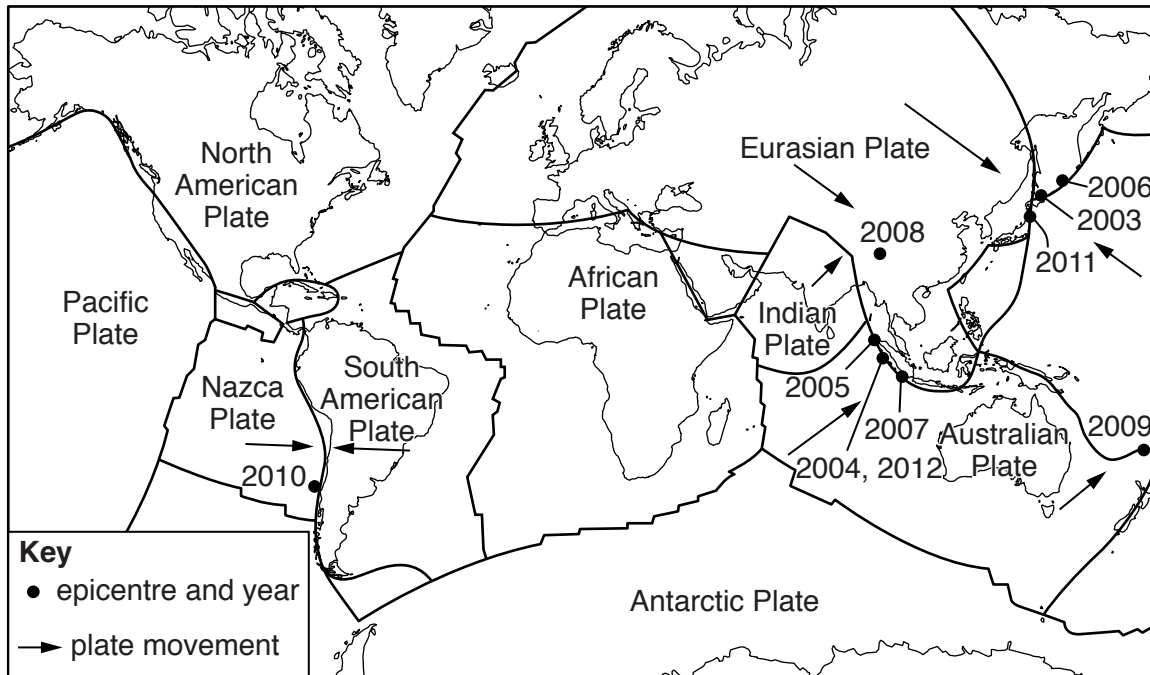 North
American
Plate
Eurasian Plate
2006
2003
2008
2011
Pacific
Plate
African
Plate
Indian
Plate
South
American
Plate
Nazca
Plate
2005
2007
2004, 2012
Australian
Plate
2009
2010
Key
epicentre and year
plate movement
Antarctic Plate